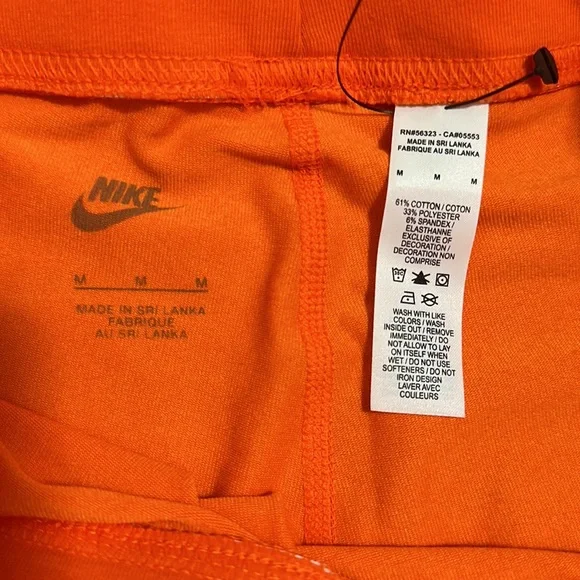 NIKE
M M M
MADE IN SRI LANKA
FABRIQUE
AU SRI LANKA
RN#56323 - CA#05553
MADE IN SRI LANKA
FABRIQUE AU SRI LANKA
M M M
61% COTTON / COTON
33% POLYESTER
6% SPANDEX /
ELASTHANNE
EXCLUSIVE OF
DECORATION /
DECORATION NON
COMPRISE
WASH WITH LIKE
COLORS / WASH
INSIDE OUT / REMOVE
IMMEDIATELY / DO
NOT ALLOW TO LAY
ON ITSELF WHEN
WET / DO NOT USE
SOFTENERS / DO NOT
IRON DESIGN
LAVER AVEC
COULEURS